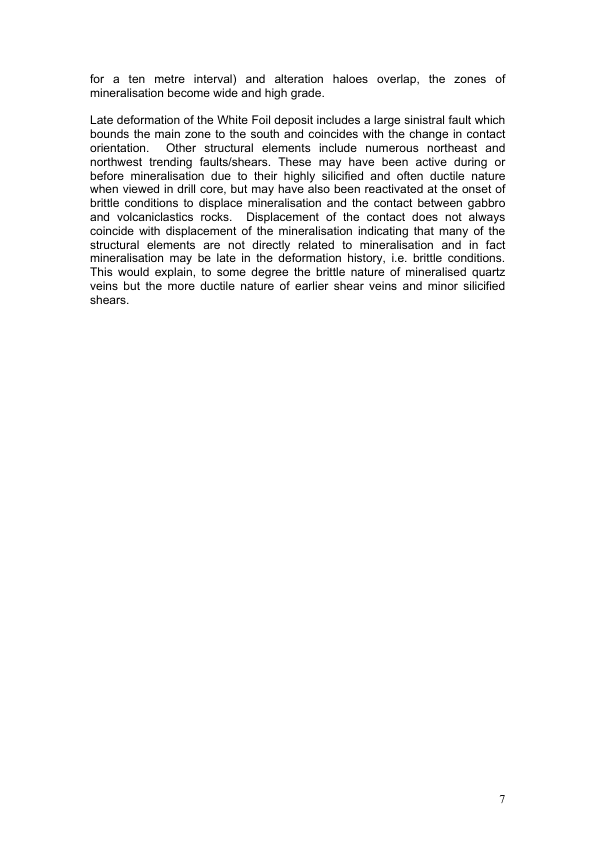 for a ten metre interval) and alteration haloes overlap, the zones of
mineralisation become wide and high grade.
Late deformation of the White Foil deposit includes a large sinistral fault which
bounds the main zone to the south and coincides with the change in contact
orientation.  Other structural elements include numerous northeast and
northwest trending faults/shears. These may have been active during or
before mineralisation due to their highly silicified and often ductile nature
when viewed in drill core, but may have also been reactivated at the onset of
brittle conditions to displace mineralisation and the contact between gabbro
and volcaniclastics rocks.  Displacement of the contact does not always
coincide with displacement of the mineralisation indicating that many of the
structural elements are not directly related to mineralisation and in fact
mineralisation may be late in the deformation history, i.e. brittle conditions.
This would explain, to some degree the brittle nature of mineralised quartz
veins but the more ductile nature of earlier shear veins and minor silicified
shears.
7